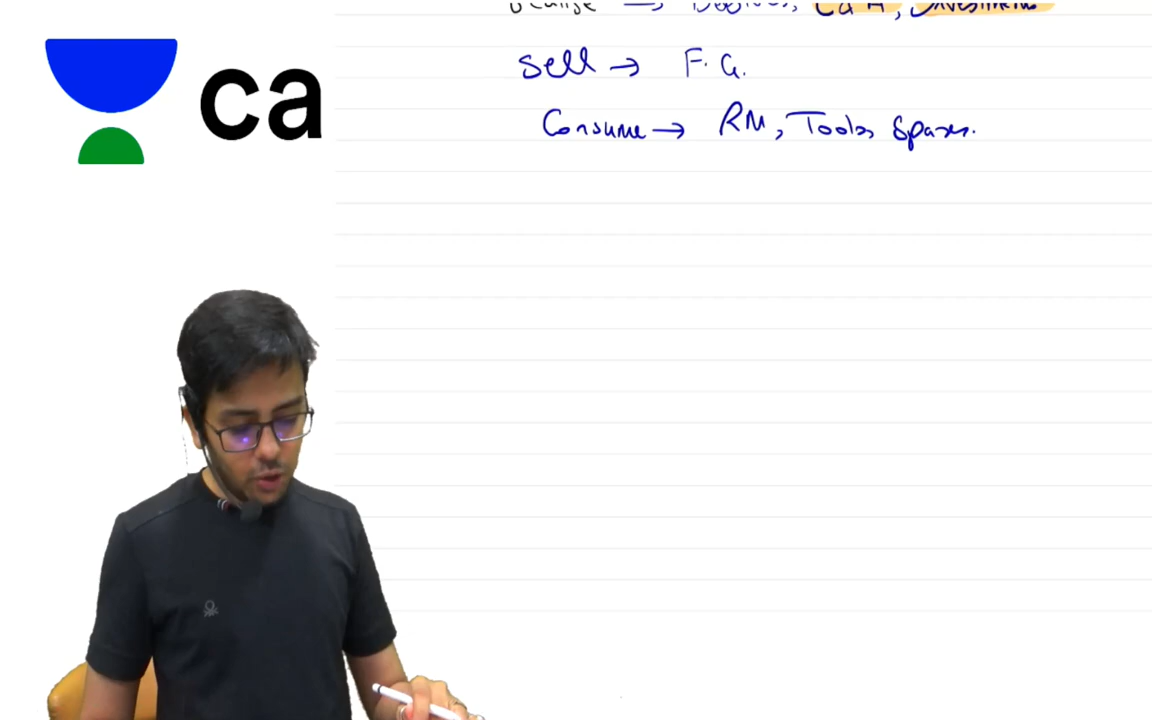 Sell → F. G.
ca
Consume → RM, Tools, Spares.